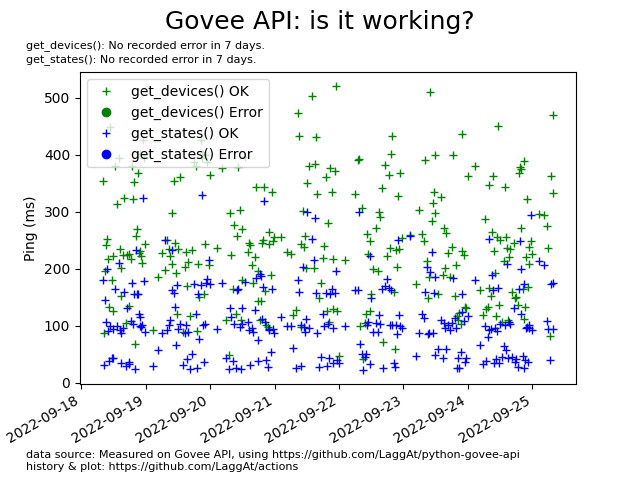 Govee API: is it working?
get_devices(): No recorded error in 7 days.
get_states(): No recorded error in 7 days.
get_devices() OK
get_devices() Error
get_states() OK
get_states() Error
Ping (ms)
500
400
300
200
100
0
2022-09-18
2022-09-19
2022-09-20
2022-09-21
2022-09-22
2022-09-23
2022-09-24
2022-09-25
data source: Measured on Govee API, using https://github.com/LaggAt/python-govee-api
history & plot: https://github.com/LaggAt/actions